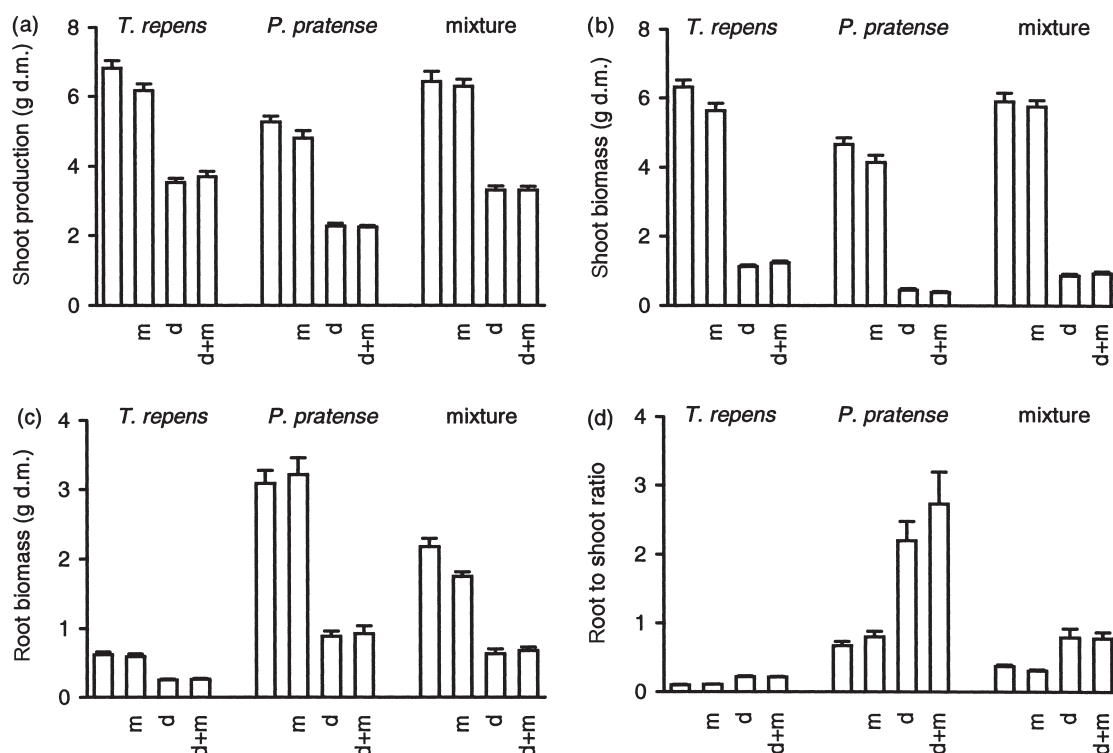 (a) T. repens P. pratense mixture
Shoot production (g d.m.)
8
6
4
2
0
m d d+m m d d+m m d d+m
(b) T. repens P. pratense mixture
Shoot biomass (g d.m.)
8
6
4
2
0
m d d+m m d d+m m d d+m
(c) T. repens P. pratense mixture
Root biomass (g d.m.)
4
3
2
1
0
m d d+m m d d+m m d d+m
(d) T. repens P. pratense mixture
Root to shoot ratio
4
3
2
1
0
m d d+m m d d+m m d d+m